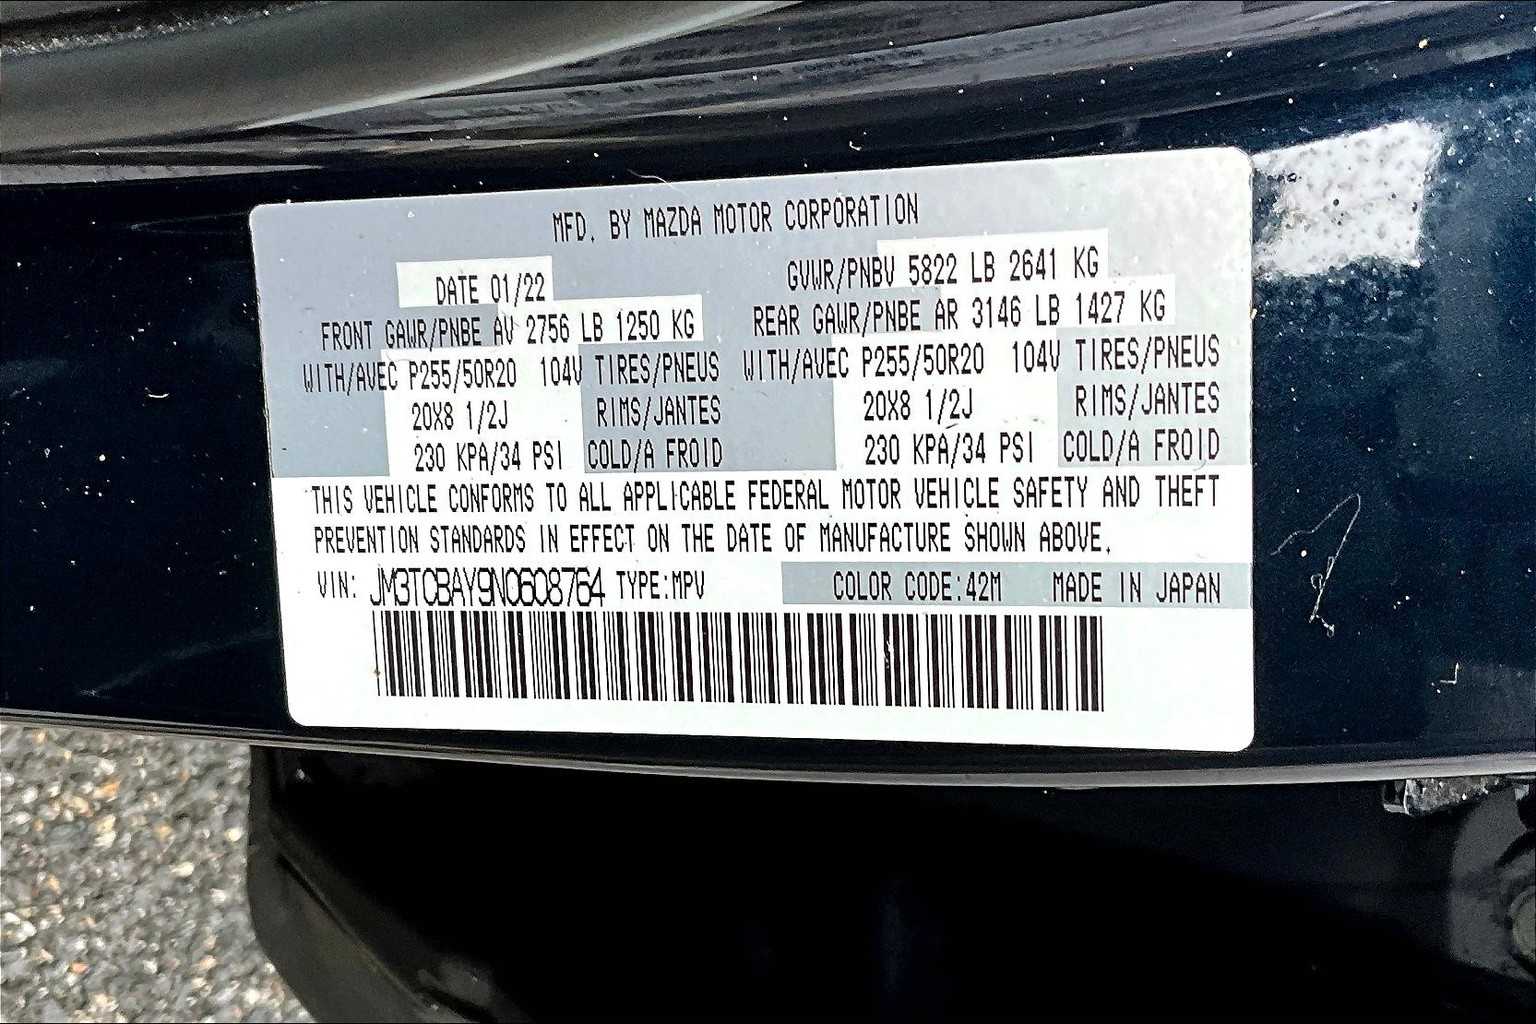 MFD. BY MAZDA MOTOR CORPORATION
DATE 01/22 GVWR/PNBV 5822 LB 2641 KG
FRONT GAWR/PNBE AV 2756 LB 1250 KG REAR GAWR/PNBE AR 3146 LB 1427 KG
WITH/AVEC P255/50R20 104V TIRES/PNEUS WITH/AVEC P255/50R20 104V TIRES/PNEUS
20X8 1/2J RIMS/JANTES 20X8 1/2J RIMS/JANTES
230 KPA/34 PSI COLD/A FROID 230 KPA/34 PSI COLD/A FROID
THIS VEHICLE CONFORMS TO ALL APPLICABLE FEDERAL MOTOR VEHICLE SAFETY AND THEFT
PREVENTION STANDARDS IN EFFECT ON THE DATE OF MANUFACTURE SHOWN ABOVE.
VIN: JM3TCBAY9N0608764 TYPE:MPV COLOR CODE:42M MADE IN JAPAN